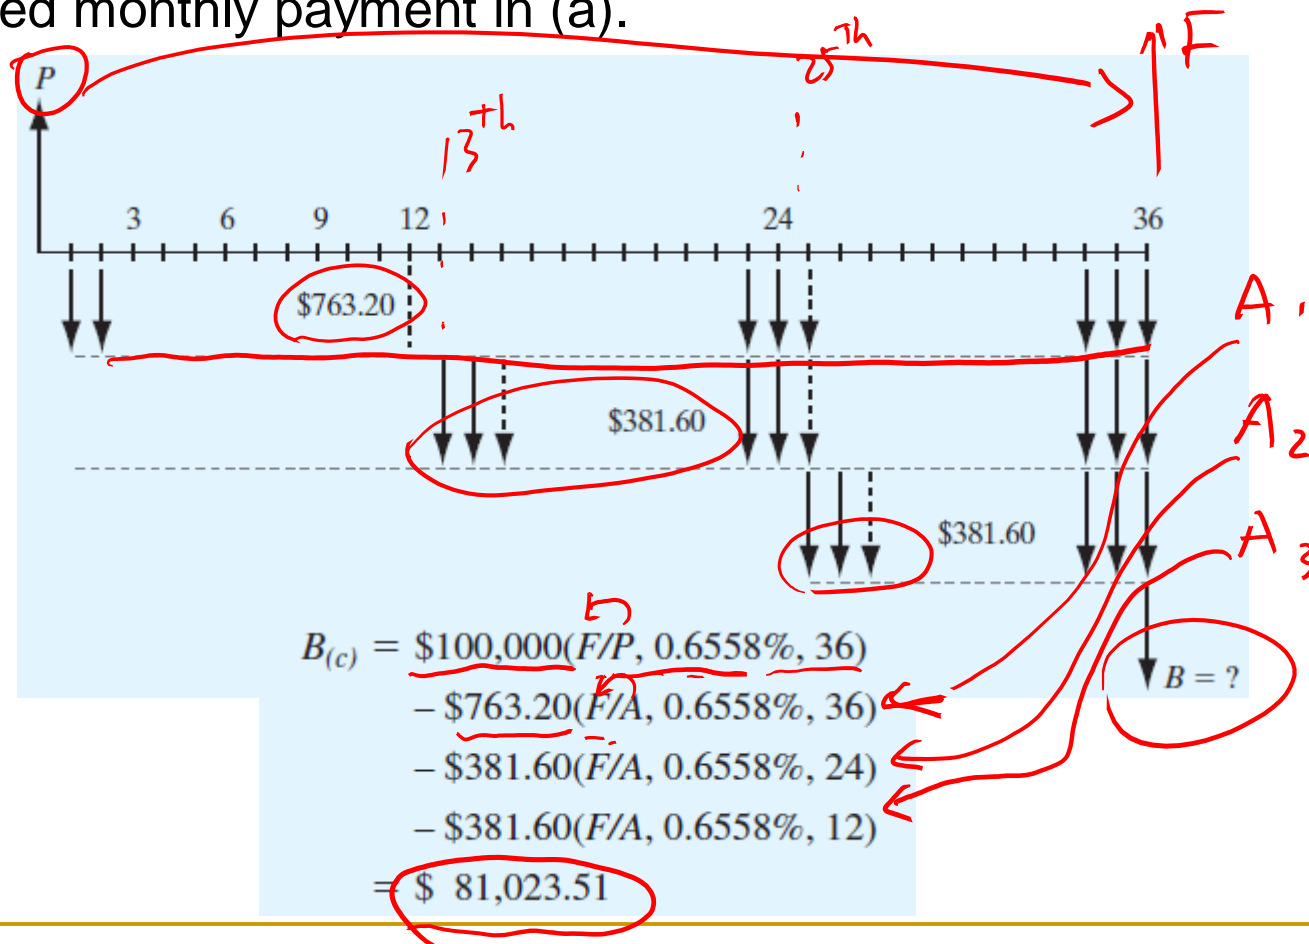 ed monthly payment in (a).
25th
F
P
13th
3 6 9 12 24 36
$763.20
A1
$381.60
A2
$381.60
A3
B(c) = $100,000(F/P, 0.6558%, 36)
B = ?
– $763.20(F/A, 0.6558%, 36)
– $381.60(F/A, 0.6558%, 24)
– $381.60(F/A, 0.6558%, 12)
= $ 81,023.51